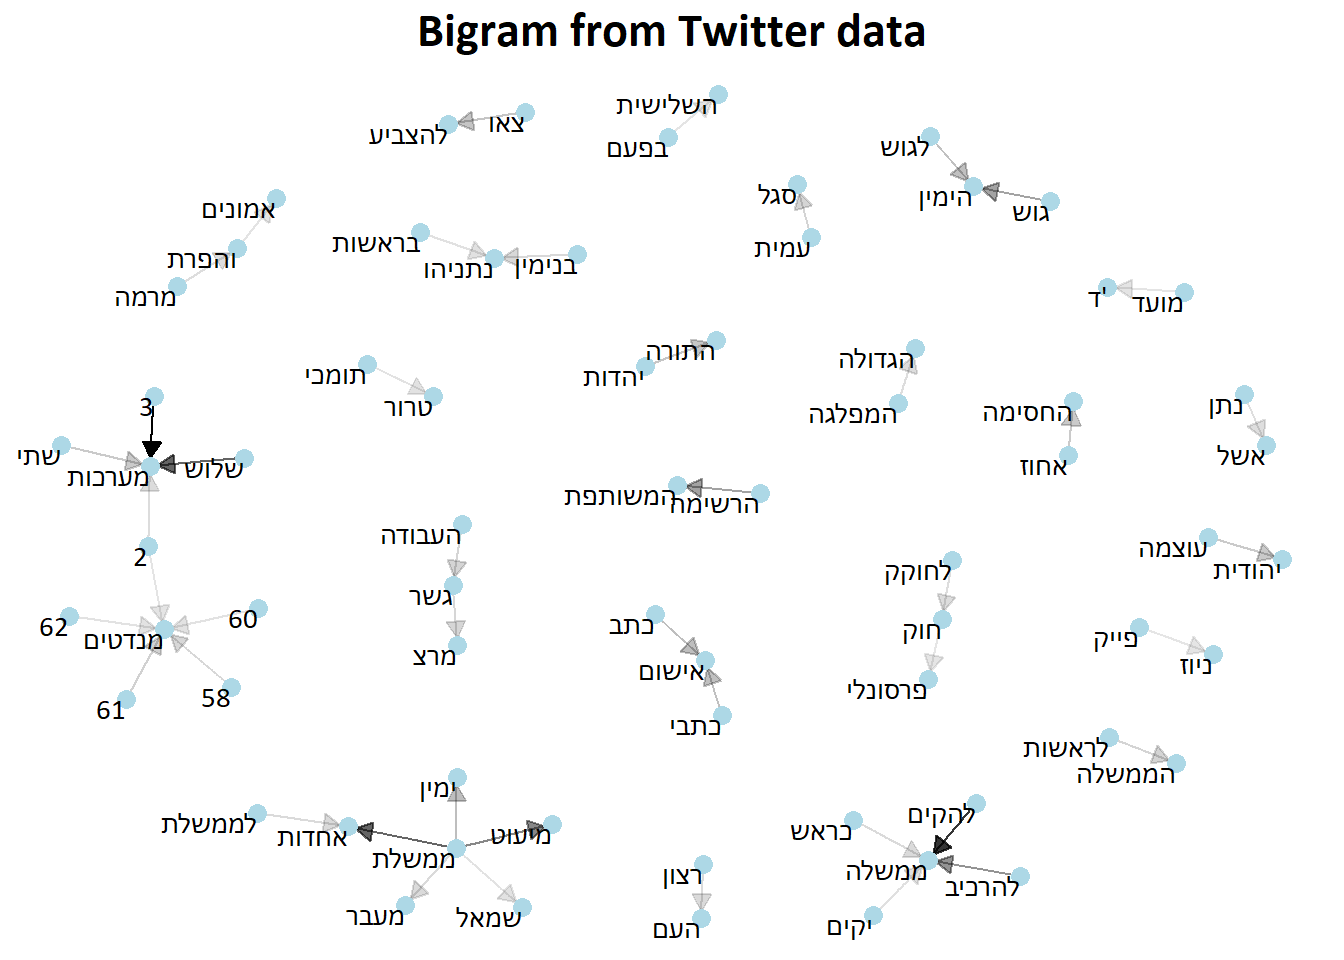 Bigram from Twitter data
השלישית
בפעם
צאו
להצביע
לגוש
הימין
גוש
סגל
עמית
אמונים
והפרת
מרמה
בראשות
נתניהו
בנימין
מועד
ד'
התורה
יהדות
הגדולה
המפלגה
תומכי
טרור
החסימה
אחוז
נתן
אשל
3
שתי
מערכות
שלוש
2
המשותפת
הרשימה
העבודה
גשר
מרצ
עוצמה
יהודית
לחוקק
חוק
פרסונלי
62
60
מנדטים
61
58
כתב
אישום
כתבי
פייק
ניוז
לראשות
הממשלה
ימין
לממשלת
אחדות
מיעוט
ממשלת
מעבר
שמאל
להקים
בראש
ממשלה
להרכיב
יקים
רצון
העם